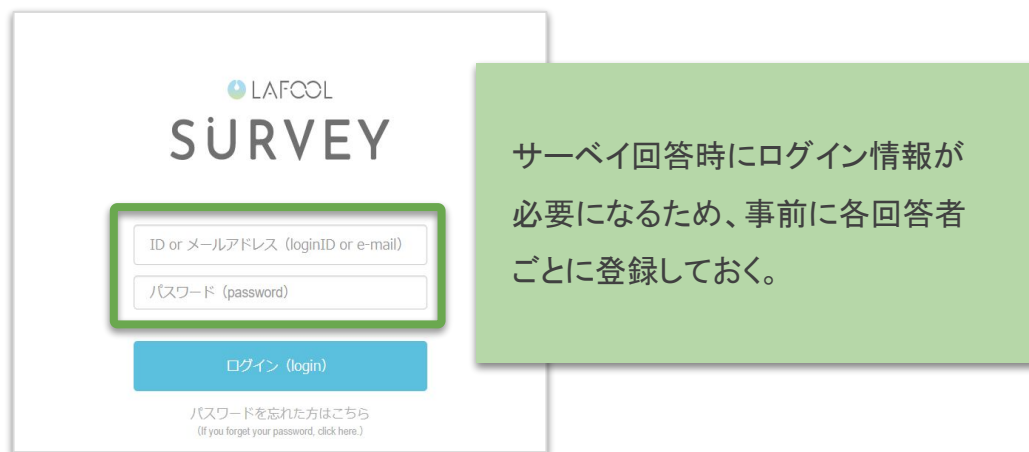 LAFOOL
SURVEY
ID or メールアドレス（loginID or e-mail）
パスワード（password）
ログイン（login）
パスワードを忘れた方はこちら
(If you forget your password, click here.)
サーベイ回答時にログイン情報が
必要になるため、事前に各回答者
ごとに登録しておく。